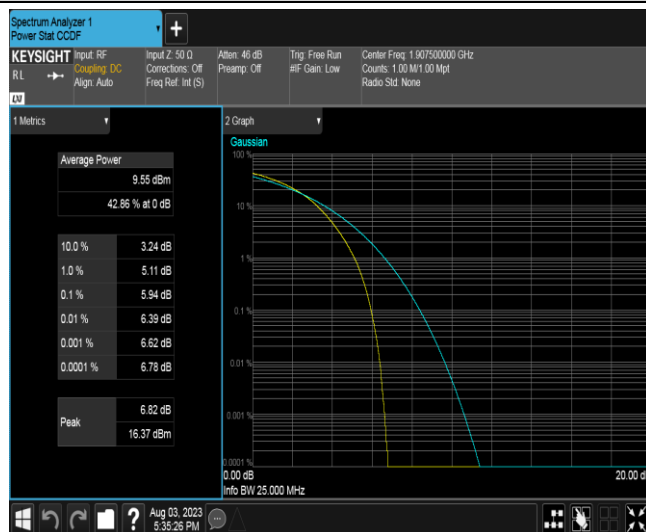 Spectrum Analyzer 1
Power Stat CCDF
+
KEYSIGHT
RL
LXI
Input: RF
Coupling: DC
Align: Auto
Input Z: 50 Ω
Corrections: Off
Freq Ref: Int (S)
Atten: 46 dB
Preamp: Off
Trig: Free Run
#IF Gain: Low
Center Freq: 1.907500000 GHz
Counts: 1.00 M/1.00 Mpt
Radio Std: None
1 Metrics
Average Power
9.55 dBm
42.86 % at 0 dB
10.0 % 3.24 dB
1.0 % 5.11 dB
0.1 % 5.94 dB
0.01 % 6.39 dB
0.001 % 6.62 dB
0.0001 % 6.78 dB
Peak
6.82 dB
16.37 dBm
2 Graph
Gaussian
100 %
10 %
1 %
0.1 %
0.01 %
0.001 %
0.0001 %
0.00 dB
20.00 d
Info BW 25.000 MHz
?
Aug 03, 2023
5:35:26 PM